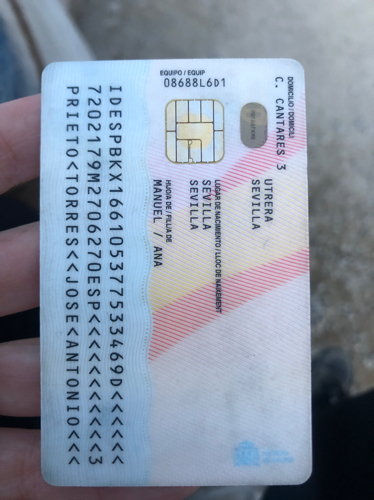 DOMICILIO / DOMICILI
C. CANTARES 3
UTRERA
SEVILLA
LUGAR DE NACIMIENTO / LLOC DE NAIXEMENT
SEVILLA
SEVILLA
HIJO/A DE / FILL/A DE
MANUEL / ANA
EQUIPO / EQUIP
08688L6D1
IDESPBKX166105377533469D<<<<<<
7202179M2706270ESP<<<<<<<<<<<3
PRIETO<TORRES<<JOSE<ANTONIO<<<